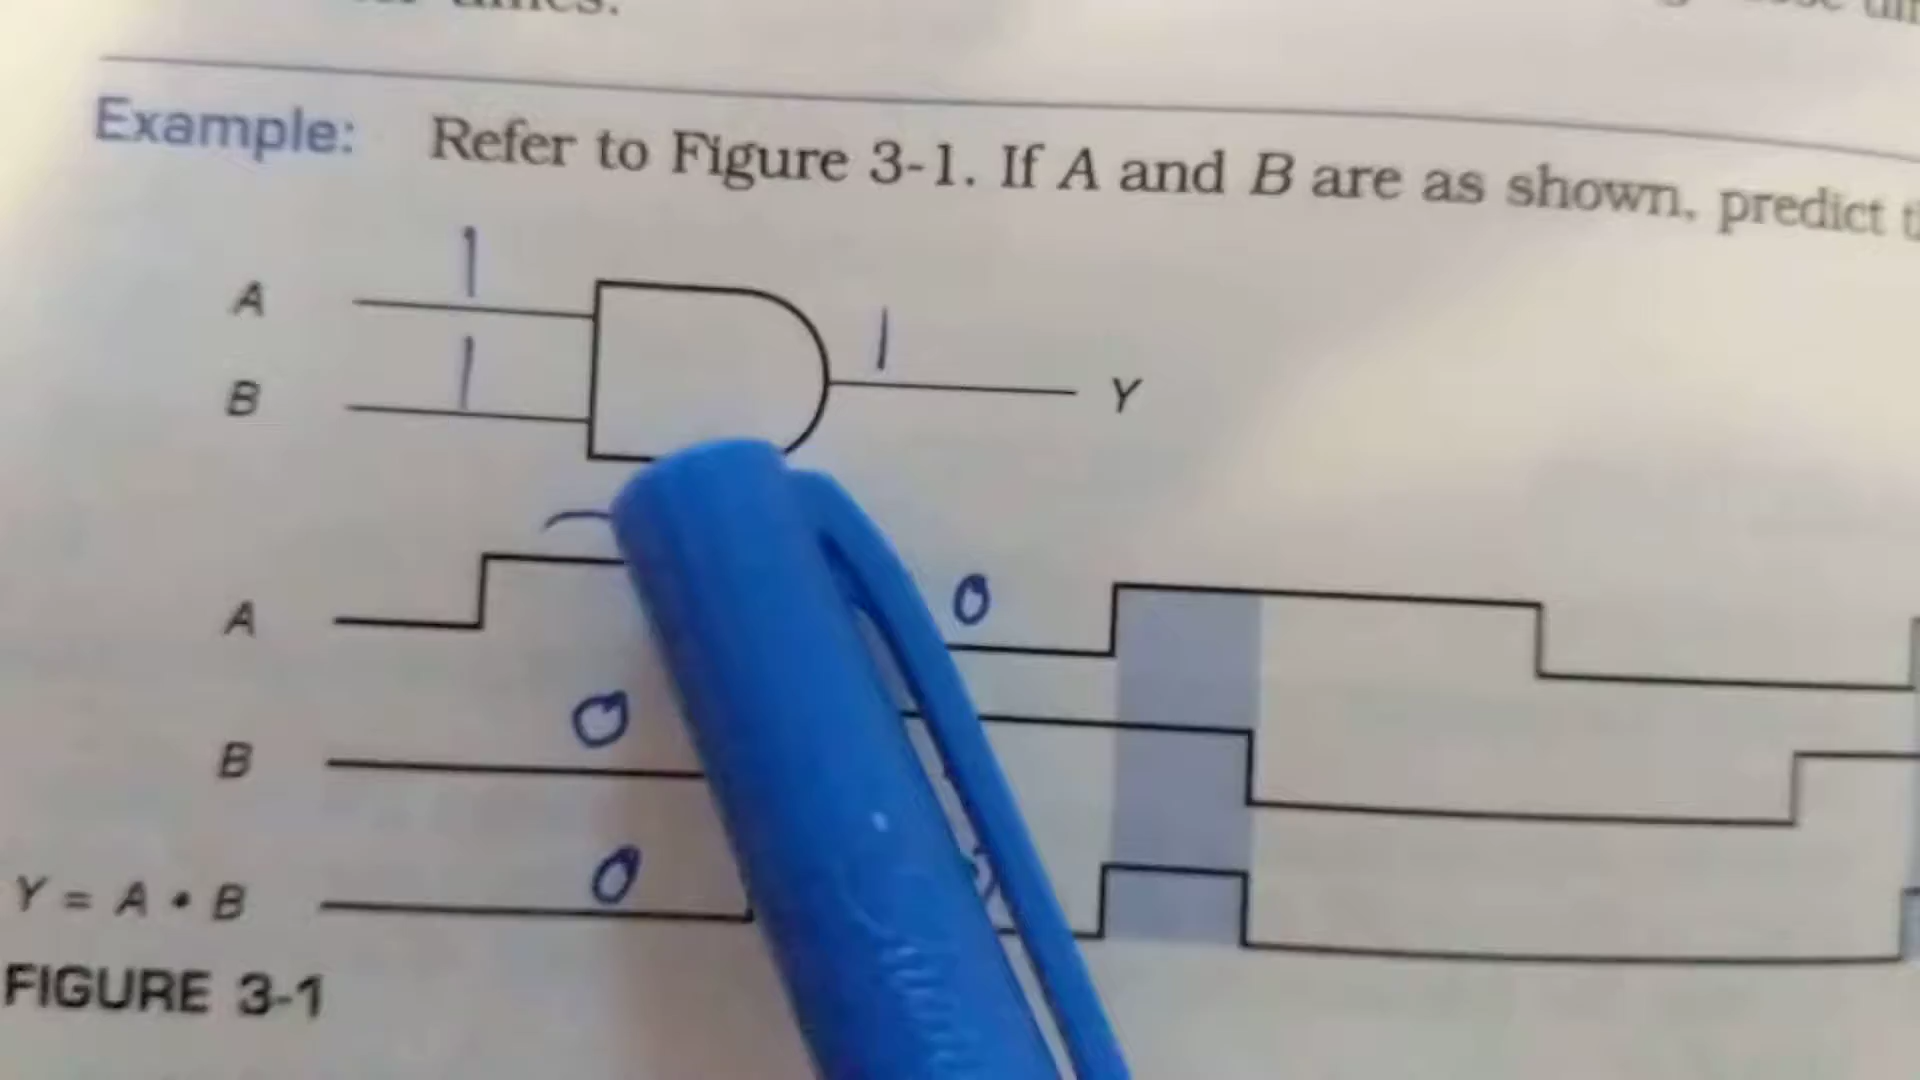 Example: Refer to Figure 3-1. If A and B are as shown, predict
A 1
B 1
1 Y
A 0
B 0
Y = A • B 0
FIGURE 3-1